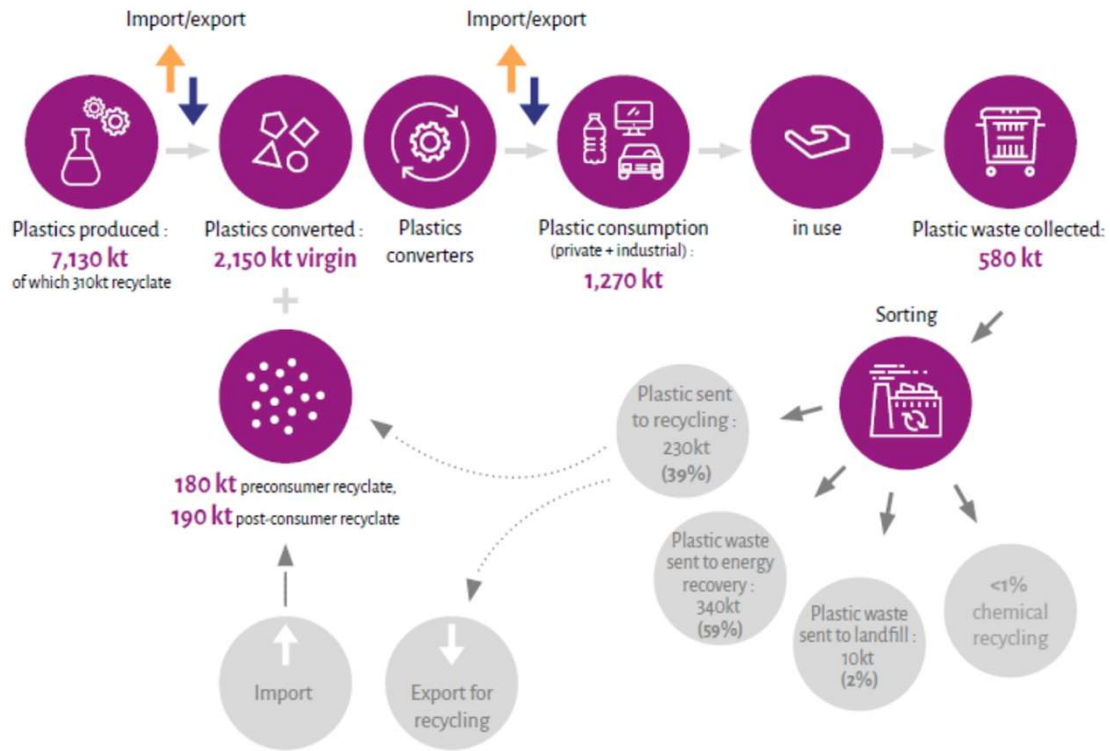 Import/export
Import/export
Plastics produced :
7,130 kt
of which 310kt recyclate
Plastics converted :
2,150 kt virgin
Plastics
converters
Plastic consumption
(private + industrial) :
1,270 kt
in use
Plastic waste collected:
580 kt
Sorting
Plastic sent
to recycling :
230kt
(39%)
180 kt preconsumer recyclate,
190 kt post-consumer recyclate
Plastic waste
sent to energy
recovery :
340kt
(59%)
Plastic waste
sent to landfill :
10kt
(2%)
<1%
chemical
recycling
Import
Export for
recycling